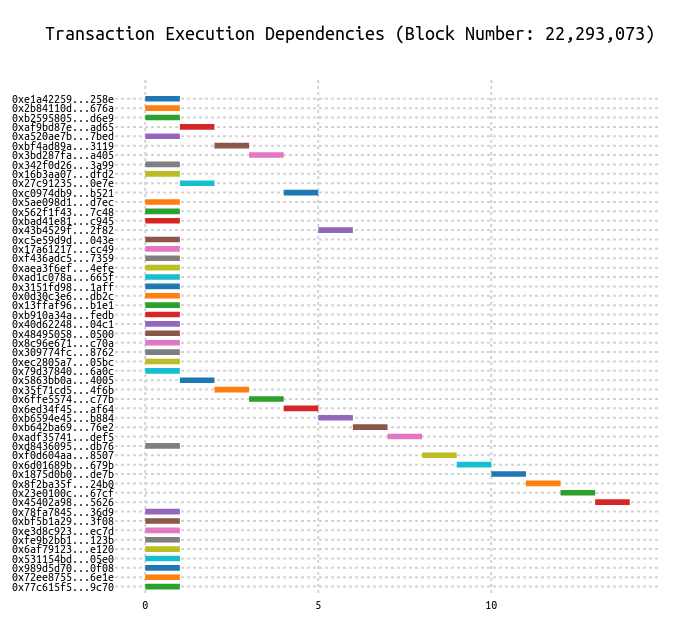 Transaction Execution Dependencies (Block Number: 22,293,073)
0xe1a42259...258e
0x2b84110d...676a
0xb2595805...d6e9
0xaf9bd87e...ad65
0xa520ae7b...7bed
0xbf4ad89a...3119
0x3bd287fa...a405
0x342f0d26...3a99
0x16b3aa07...dfd2
0x27c91235...0e7e
0xc0974db9...b521
0x5ae098d1...d7ec
0x562f1f43...7c48
0xbad41e81...c945
0x43b4529f...2f82
0xc5e59d9d...043e
0x17a61217...cc49
0xf436adc5...7359
0xaea3f6ef...4efe
0xad1c078a...665f
0x3151fd98...1aff
0x0d30c3e6...db2c
0x13ffaf96...b1e1
0xb910a34a...fedb
0x40d62248...04c1
0x48495058...0500
0x8c96e671...c70a
0x309774fc...8762
0xec2805a7...05bc
0x79d37840...6a0c
0x5863bb0a...4005
0x35f71cd5...4f6b
0x6ffe5574...c77b
0x6ed34f45...af64
0xb6594e45...b884
0xb642ba69...76e2
0xadf35741...def5
0xd8436095...db76
0xf0d604aa...8507
0x6d01689b...679b
0x1875d0b0...de7b
0x8f2ba35f...24b0
0x23e0100c...67cf
0x45402a98...5626
0x78fa7845...36d9
0xbf5b1a29...3f08
0xe3d8c923...ec7d
0xfe9b2bb1...123b
0x6af79123...e120
0x531154bd...05e0
0x989d5d70...0f08
0x72ee8755...6e1e
0x77c615f5...9c70
0 5 10